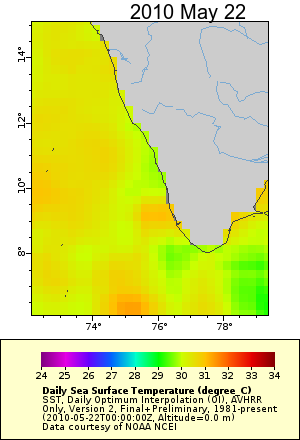 2010 May 22
14°
12°
10°
8°
74° 76° 78°
24 25 26 27 28 29 30 31 32 33 34
Daily Sea Surface Temperature (degree_C)
SST, Daily Optimum Interpolation (OI), AVHRR
Only, Version 2, Final+Preliminary, 1981-present
(2010-05-22T00:00:00Z, Altitude=0.0 m)
Data courtesy of NOAA NCEI